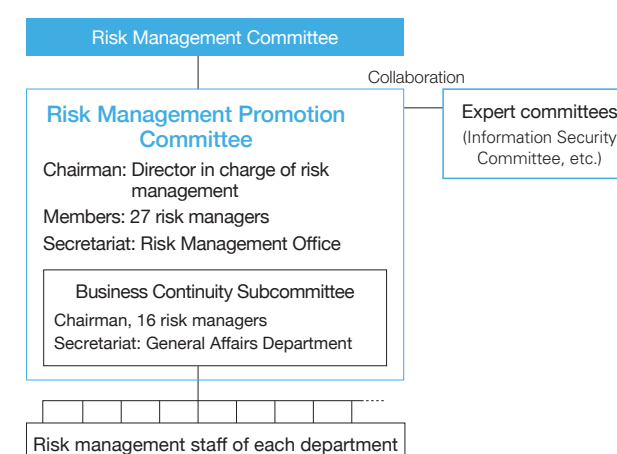 Risk Management Committee
Collaboration
Risk Management Promotion
Committee
Chairman: Director in charge of risk
management
Members: 27 risk managers
Secretariat: Risk Management Office
Expert committees
(Information Security
Committee, etc.)
Business Continuity Subcommittee
Chairman, 16 risk managers
Secretariat: General Affairs Department
Risk management staff of each department